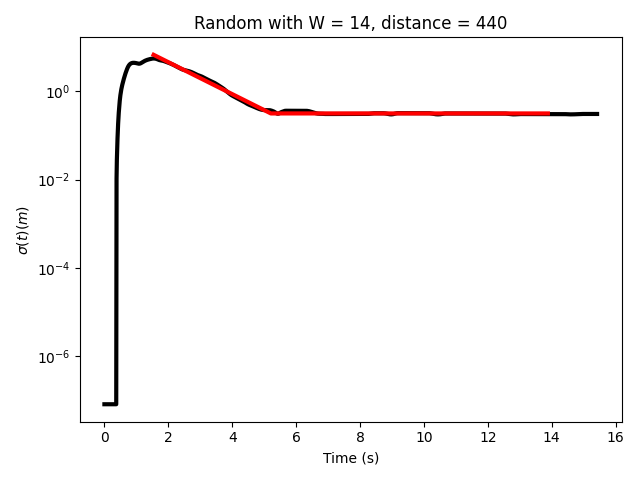 Random with W = 14, distance = 440
10⁰
10⁻²
10⁻⁴
10⁻⁶
σ(t)(m)
0 2 4 6 8 10 12 14 16
Time (s)